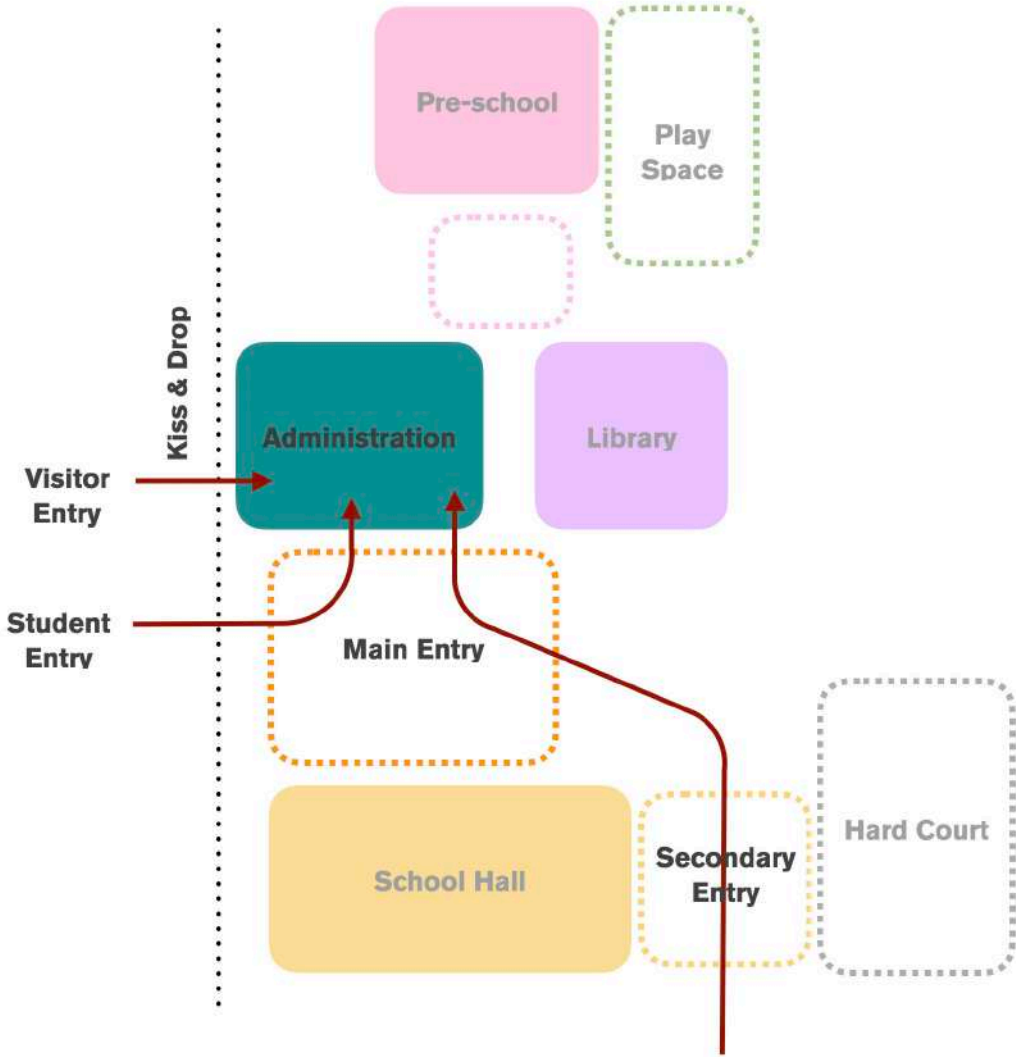 Pre-school
Play
Space
Kiss & Drop
Administration
Library
Visitor
Entry
Student
Entry
Main Entry
School Hall
Secondary
Entry
Hard Court